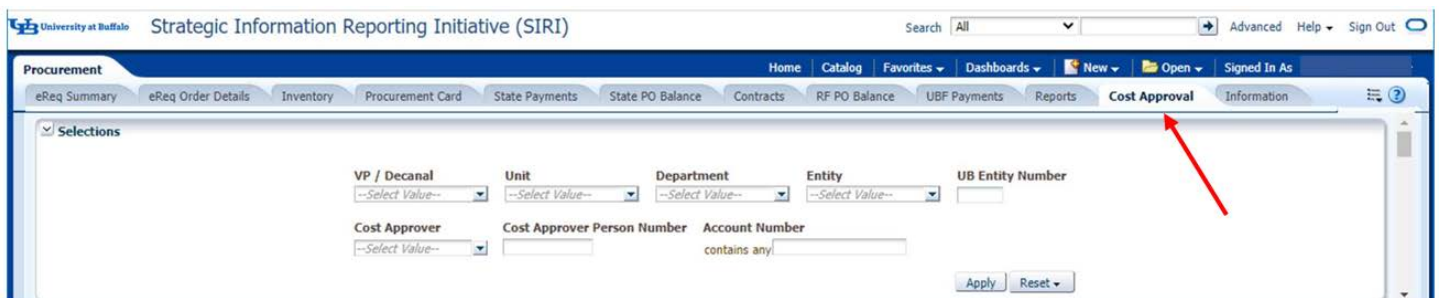 University at Buffalo Strategic Information Reporting Initiative (SIRI) Search All Advanced Help Sign Out
Procurement Home Catalog Favorites Dashboards New Open Signed In As
eReq Summary eReq Order Details Inventory Procurement Card State Payments State PO Balance Contracts RF PO Balance UBF Payments Reports Cost Approval Information
Selections
VP / Decanal Unit Department Entity UB Entity Number
--Select Value-- --Select Value-- --Select Value-- --Select Value--
Cost Approver Cost Approver Person Number Account Number
--Select Value-- contains any
Apply Reset